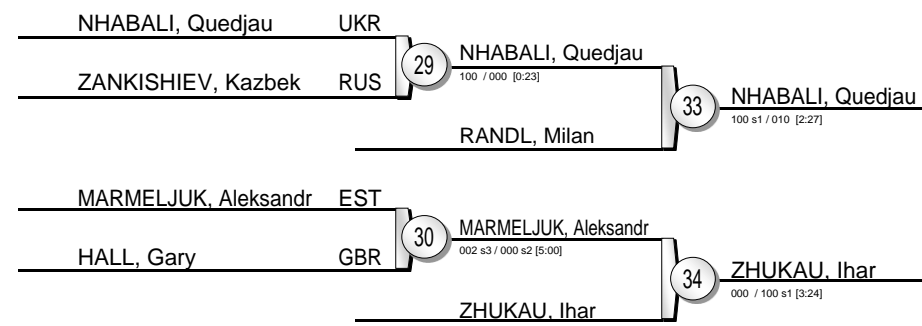 NHABALI, Quedjau UKR
29
NHABALI, Quedjau
100 / 000 [0:23]
ZANKISHIEV, Kazbek RUS
33
NHABALI, Quedjau
100 s1 / 010 [2:27]
RANDL, Milan
MARMELJUK, Aleksandr EST
30
MARMELJUK, Aleksandr
002 s3 / 000 s2 [5:00]
HALL, Gary GBR
34
ZHUKAU, Ihar
000 / 100 s1 [3:24]
ZHUKAU, Ihar